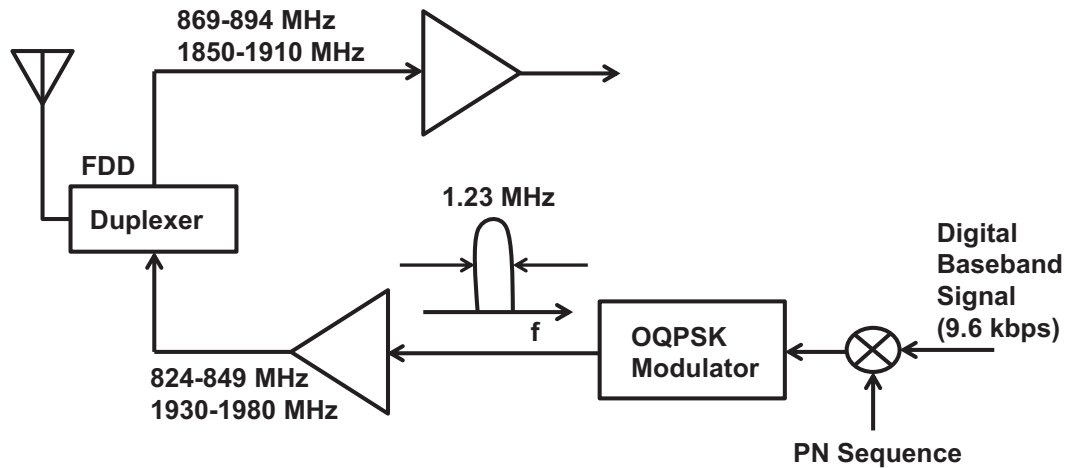 869-894 MHz
1850-1910 MHz
FDD
Duplexer
1.23 MHz
f
Digital
Baseband
Signal
(9.6 kbps)
OQPSK
Modulator
824-849 MHz
1930-1980 MHz
PN Sequence